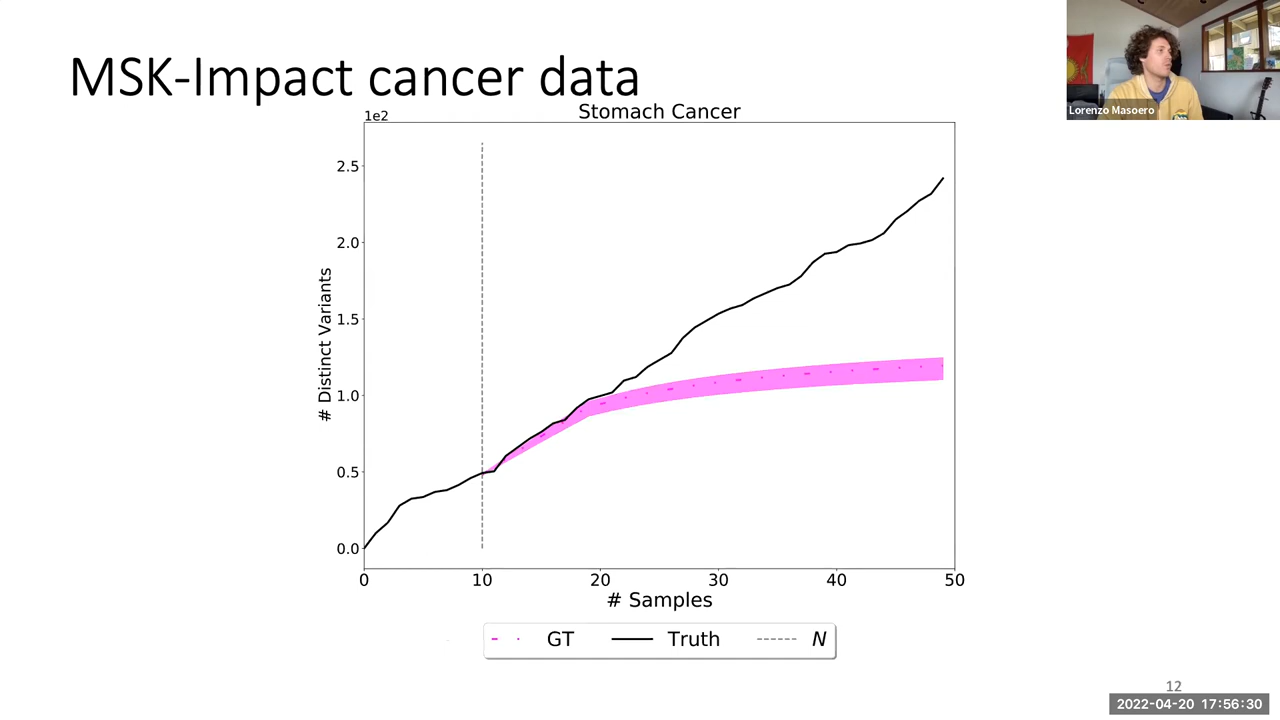 MSK-Impact cancer data
Lorenzo Masoero
Stomach Cancer
1e2
2.5
2.0
1.5
1.0
0.5
0.0
# Distinct Variants
0 10 20 30 40 50
# Samples
GT Truth N
12
2022-04-20 17:56:30